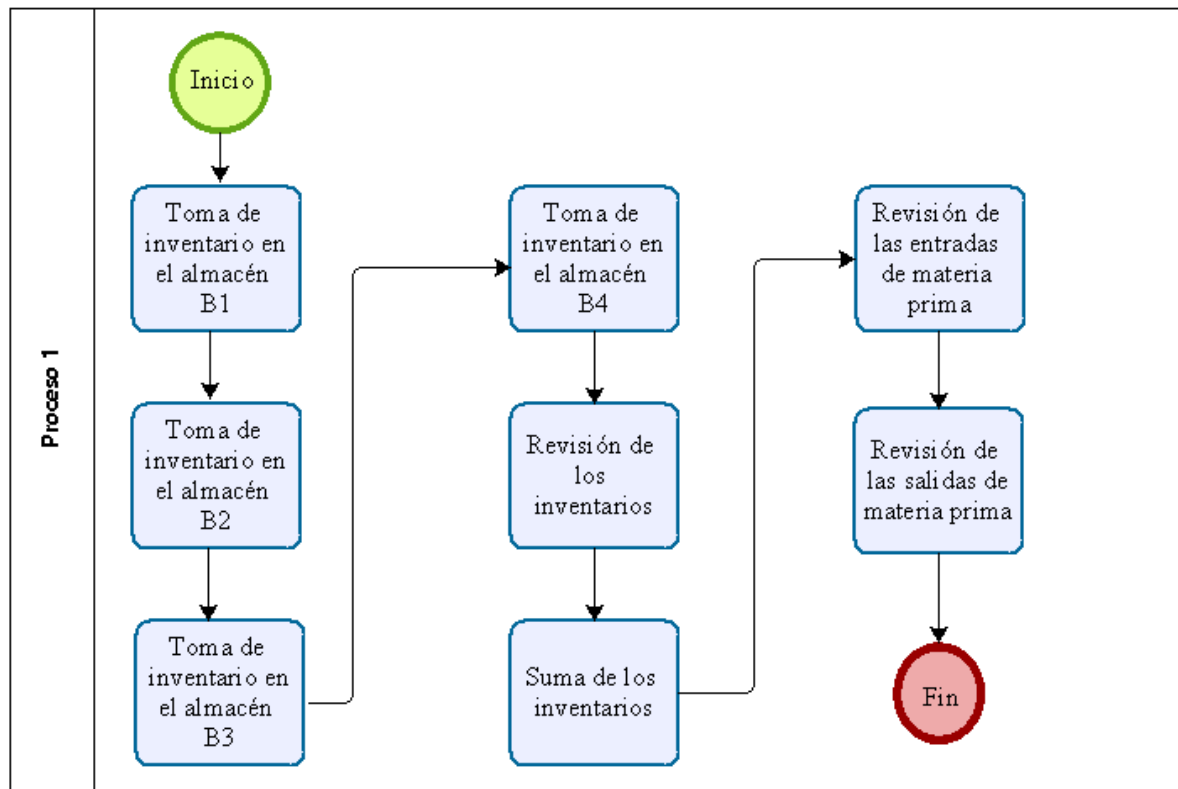 Proceso 1
Inicio
Toma de
inventario en
el almacén
B1
Toma de
inventario en
el almacén
B2
Toma de
inventario en
el almacén
B3
Toma de
inventario en
el almacén
B4
Revisión de
los
inventarios
Suma de los
inventarios
Revisión de
las entradas
de materia
prima
Revisión de
las salidas de
materia prima
Fin